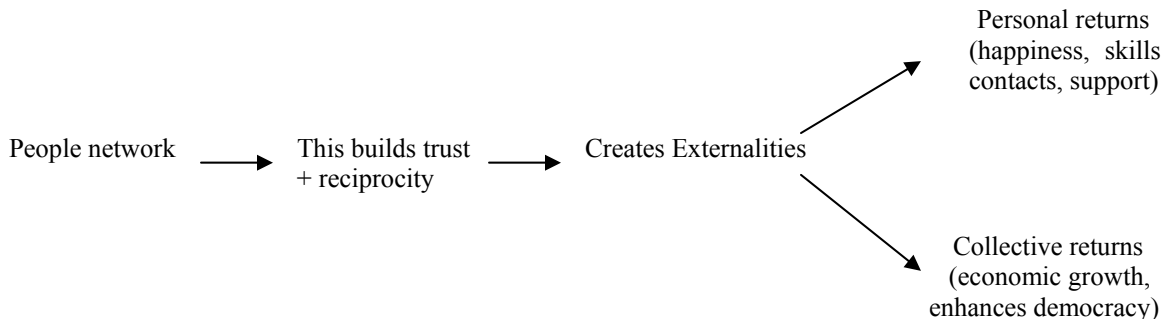 Personal returns
(happiness, skills
contacts, support)
People network
This builds trust
+ reciprocity
Creates Externalities
Collective returns
(economic growth,
enhances democracy)